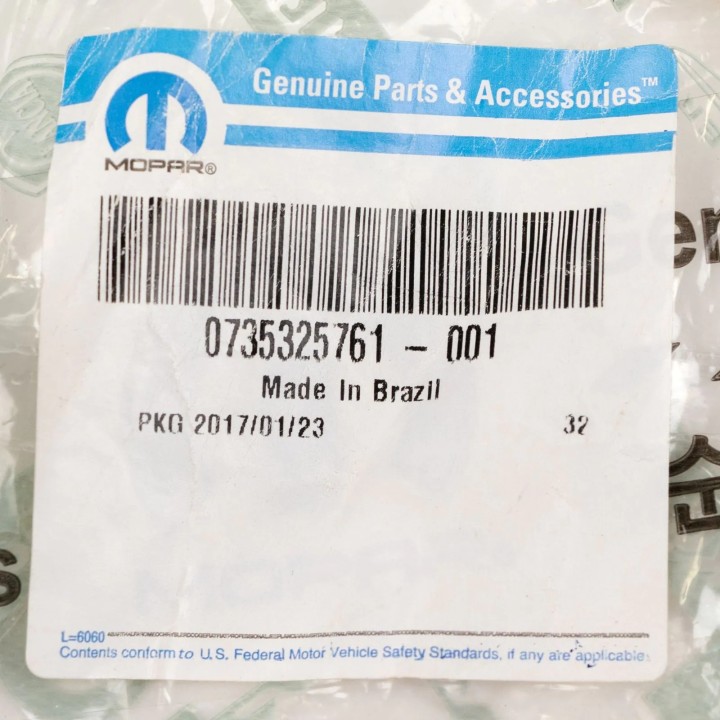 Genuine Parts & Accessories™
MOPAR®
0735325761 - 001
Made In Brazil
PKG 2017/01/23 32
L=6060
Contents conform to U.S. Federal Motor Vehicle Safety Standards, if any are applicable.